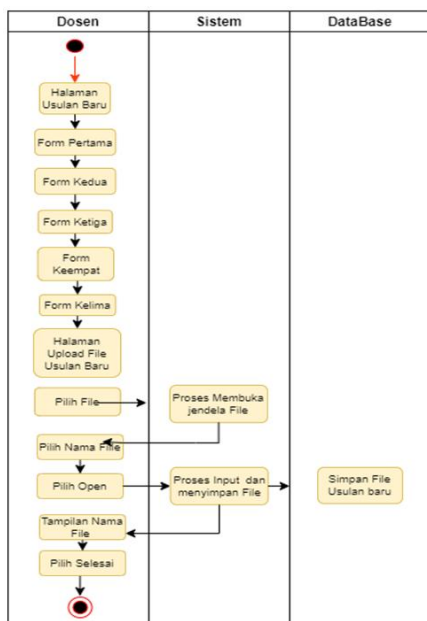 Dosen
Sistem
DataBase
Halaman
Usulan Baru
Form Pertama
Form Kedua
Form Ketiga
Form
Keempat
Form Kelima
Halaman
Upload File
Usulan Baru
Pilih File
Proses Membuka
jendela File
Pilih Nama FIlle
Pilih Open
Proses Input dan
menyimpan File
Simpan File
Usulan baru
Tampilan Nama
File
Pilih Selesai